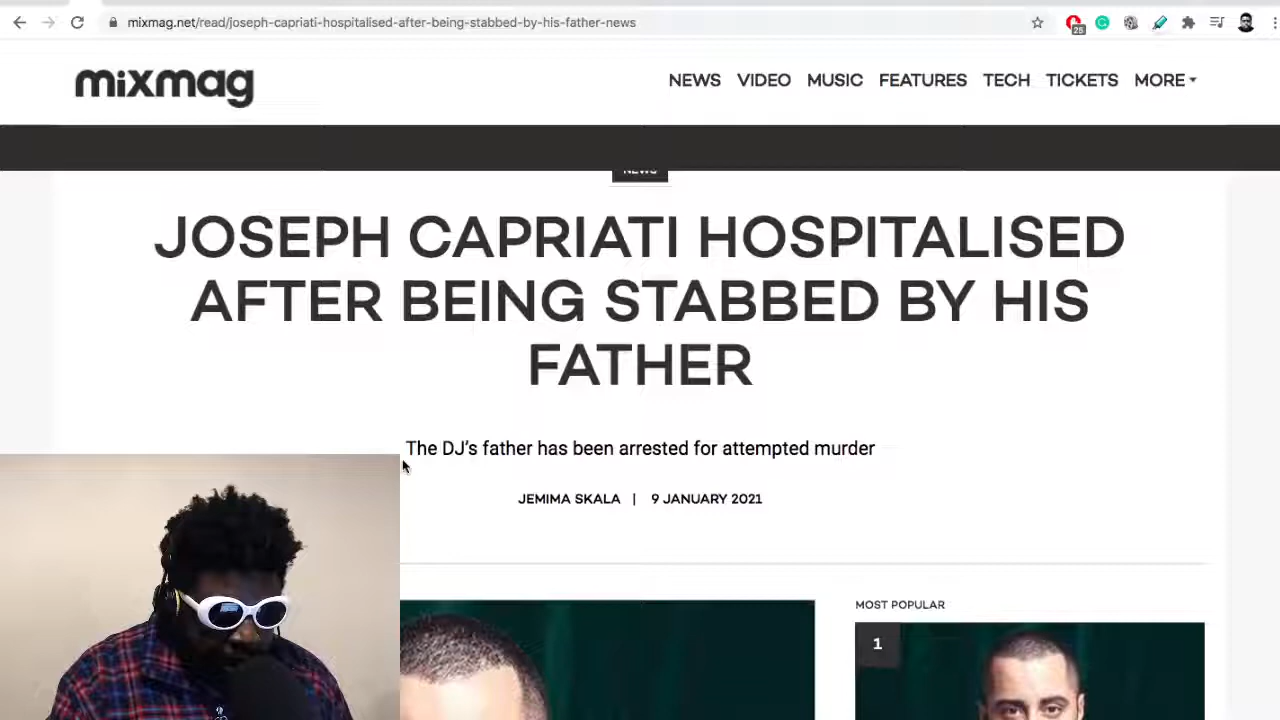 mixmag.net/read/joseph-capriati-hospitalised-after-being-stabbed-by-his-father-news
25
mixmag
NEWS VIDEO MUSIC FEATURES TECH TICKETS MORE
NEWS
JOSEPH CAPRIATI HOSPITALISED
AFTER BEING STABBED BY HIS
FATHER
The DJ’s father has been arrested for attempted murder
JEMIMA SKALA | 9 JANUARY 2021
MOST POPULAR
1